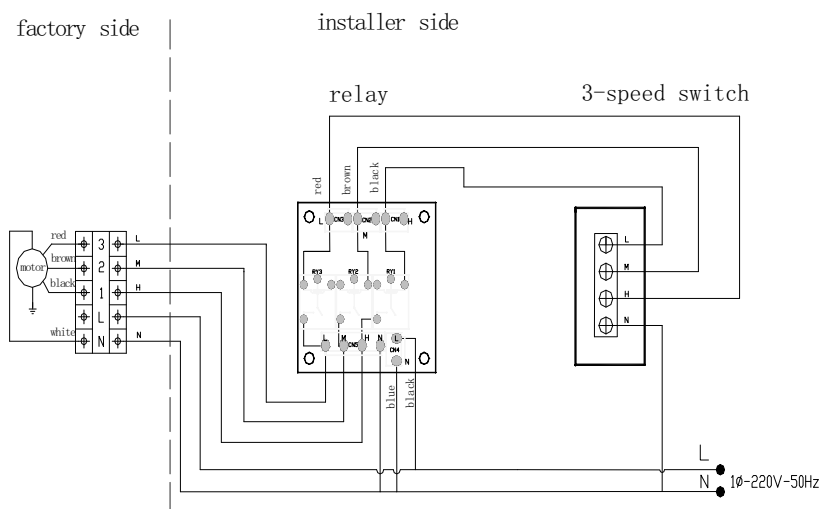 factory side
installer side
relay
3-speed switch
red
brown
black
L
CN3
CN2
CN1
H
M
RY3
RY2
RY1
L
M
CN5
H
N
L
CN4
N
blue
black
motor
red
brown
black
white
3
2
1
L
N
L
M
H
N
L
M
H
N
L
N
1ø-220V-50Hz